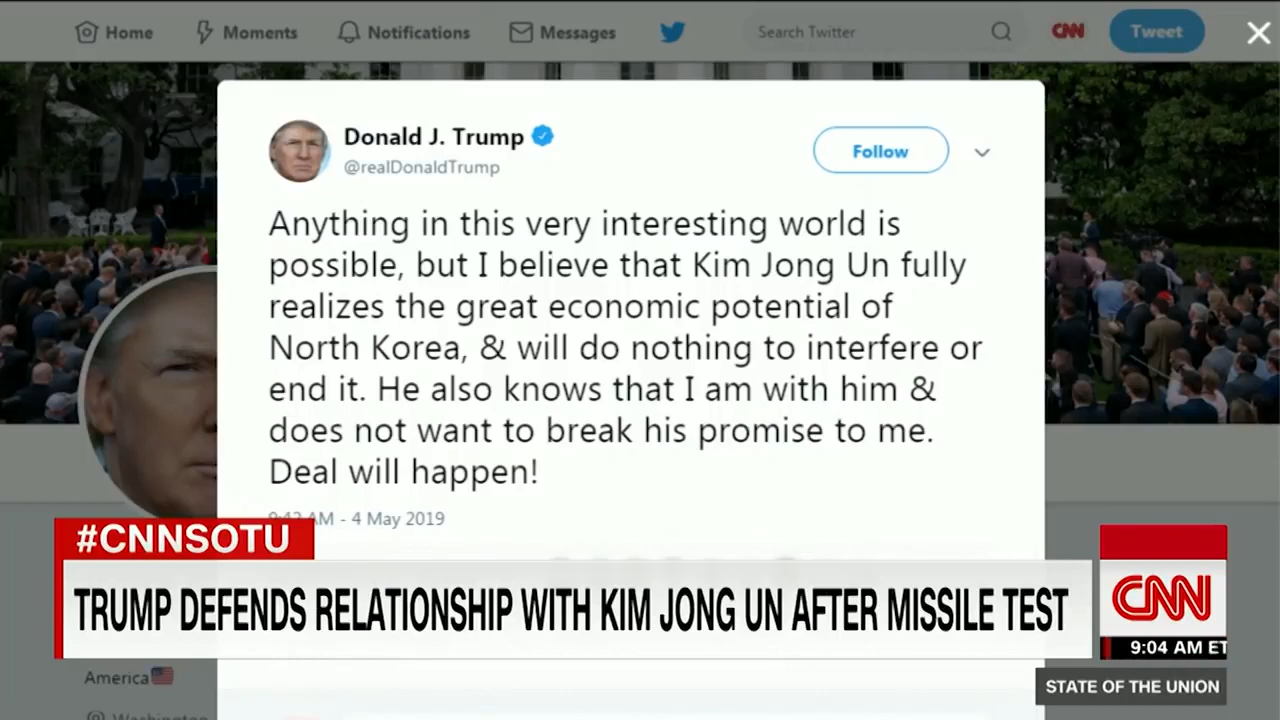 Home
Moments
Notifications
Messages
Search Twitter
CNN
Tweet
Donald J. Trump
@realDonaldTrump
Follow
Anything in this very interesting world is
possible, but I believe that Kim Jong Un fully
realizes the great economic potential of
North Korea, & will do nothing to interfere or
end it. He also knows that I am with him &
does not want to break his promise to me.
Deal will happen!
9:42 AM - 4 May 2019
#CNNSOTU
TRUMP DEFENDS RELATIONSHIP WITH KIM JONG UN AFTER MISSILE TEST
CNN
9:04 AM ET
America
STATE OF THE UNION
Washington